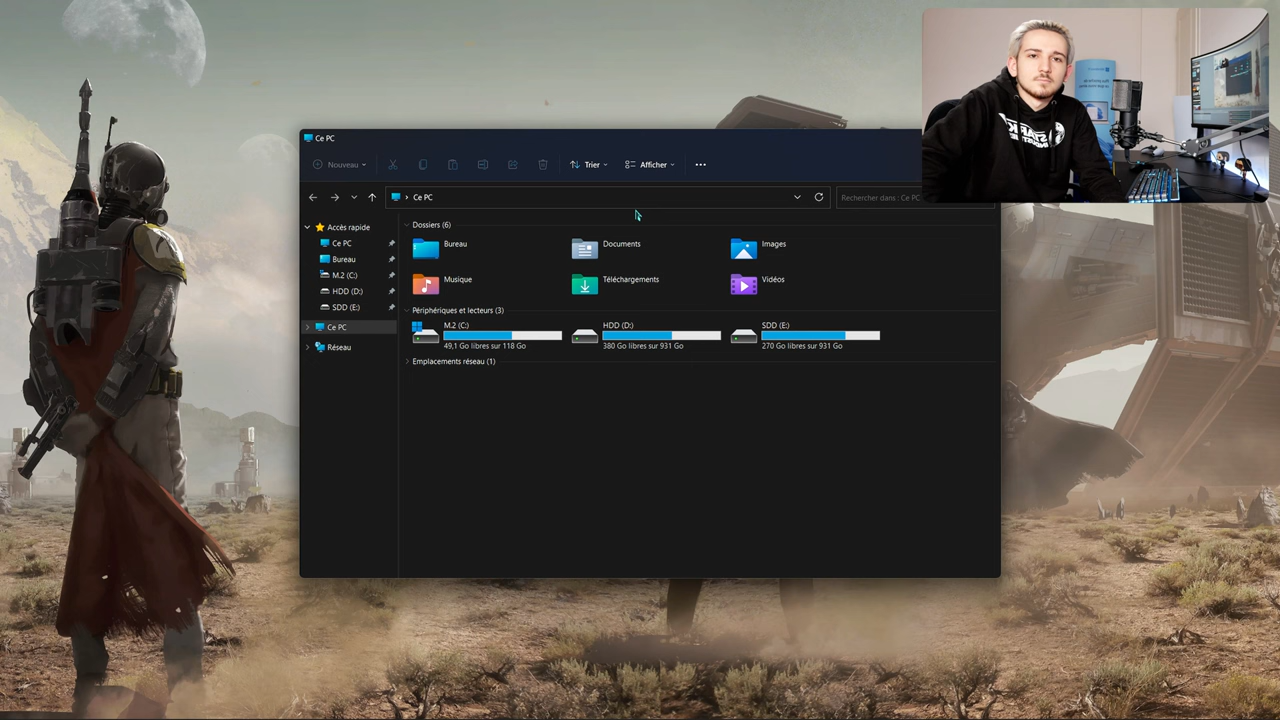 Ce PC
Nouveau
Trier
Afficher
Ce PC
Rechercher dans : Ce PC
Accès rapide
Ce PC
Bureau
M.2 (C:)
HDD (D:)
SDD (E:)
Ce PC
Réseau
Dossiers (6)
Bureau
Documents
Images
Musique
Téléchargements
Vidéos
Périphériques et lecteurs (3)
M.2 (C:)
49,1 Go libres sur 118 Go
HDD (D:)
380 Go libres sur 931 Go
SDD (E:)
270 Go libres sur 931 Go
Emplacements réseau (1)